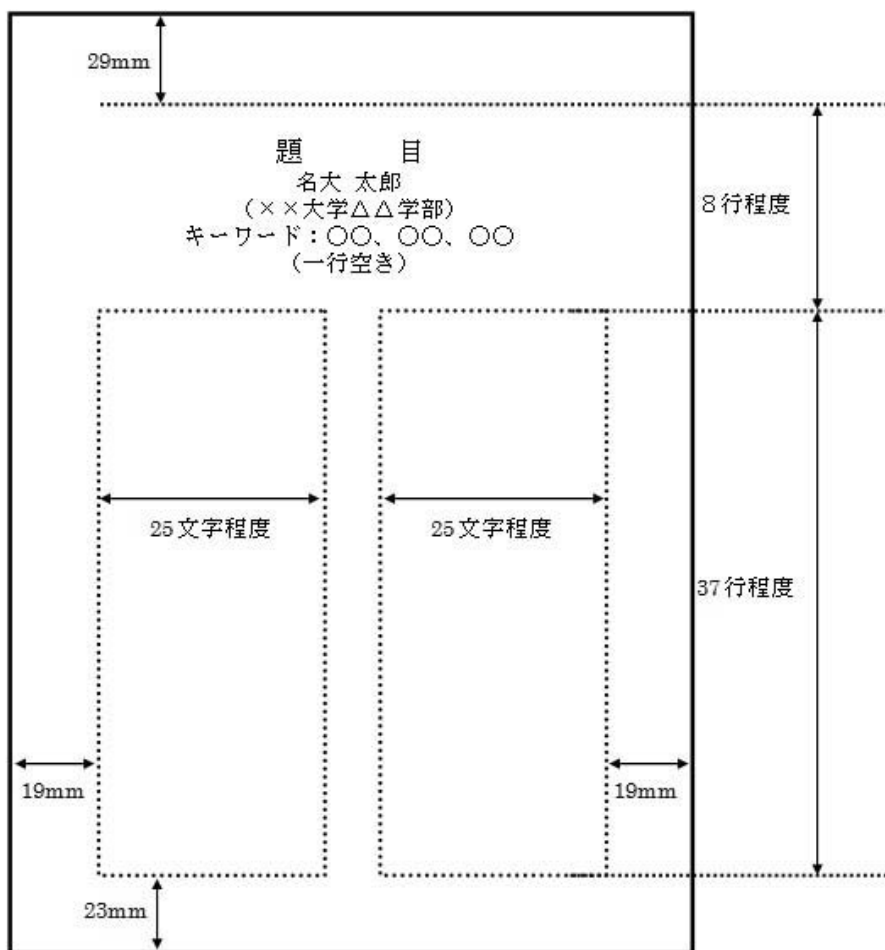 29mm
題　　　目
名大 太郎
（××大学△△学部）
キーワード：○○、○○、○○
（一行空き）
8行程度
25文字程度
25文字程度
37行程度
19mm
19mm
23mm